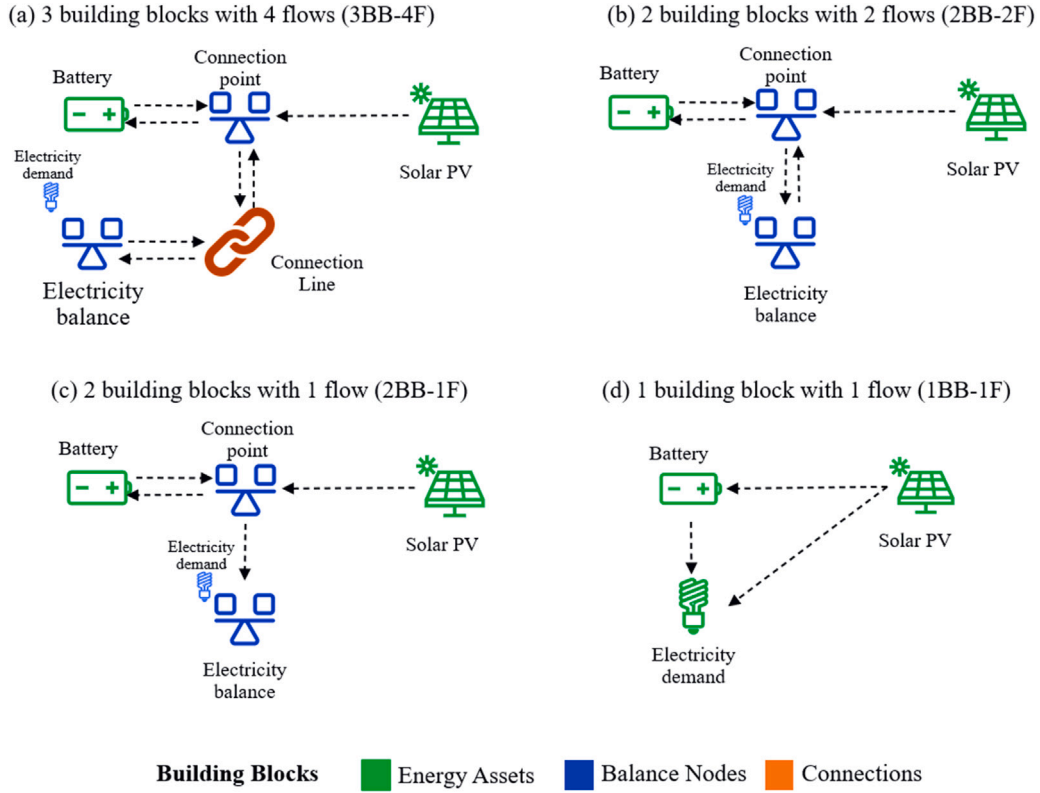 (a) 3 building blocks with 4 flows (3BB-4F)
Battery
Connection
point
Solar PV
Electricity
demand
Connection
Line
Electricity
balance
(b) 2 building blocks with 2 flows (2BB-2F)
Battery
Connection
point
Solar PV
Electricity
demand
Electricity
balance
(c) 2 building blocks with 1 flow (2BB-1F)
Battery
Connection
point
Solar PV
Electricity
demand
Electricity
balance
(d) 1 building block with 1 flow (1BB-1F)
Battery
Solar PV
Electricity
demand
Building Blocks
Energy Assets
Balance Nodes
Connections